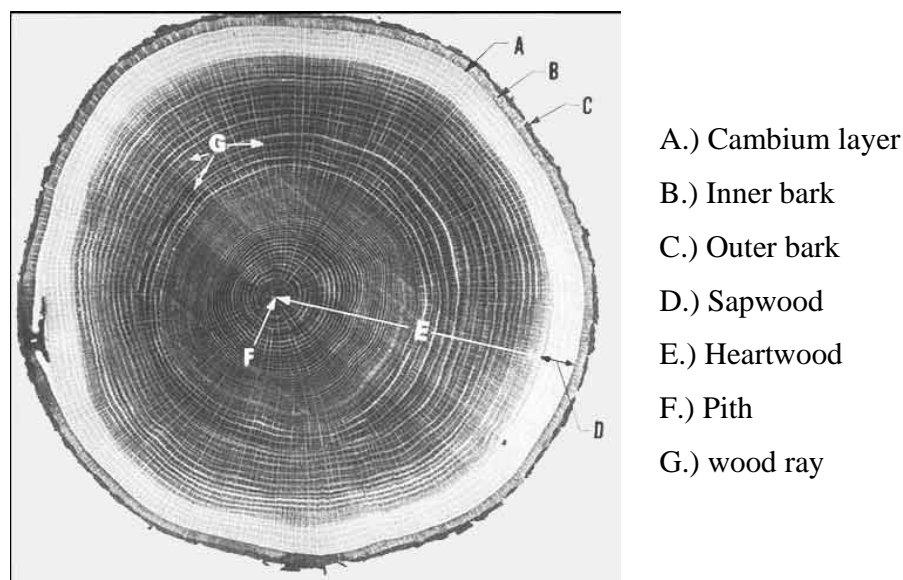 A
B
C
G
E
F
D
A.) Cambium layer
B.) Inner bark
C.) Outer bark
D.) Sapwood
E.) Heartwood
F.) Pith
G.) wood ray